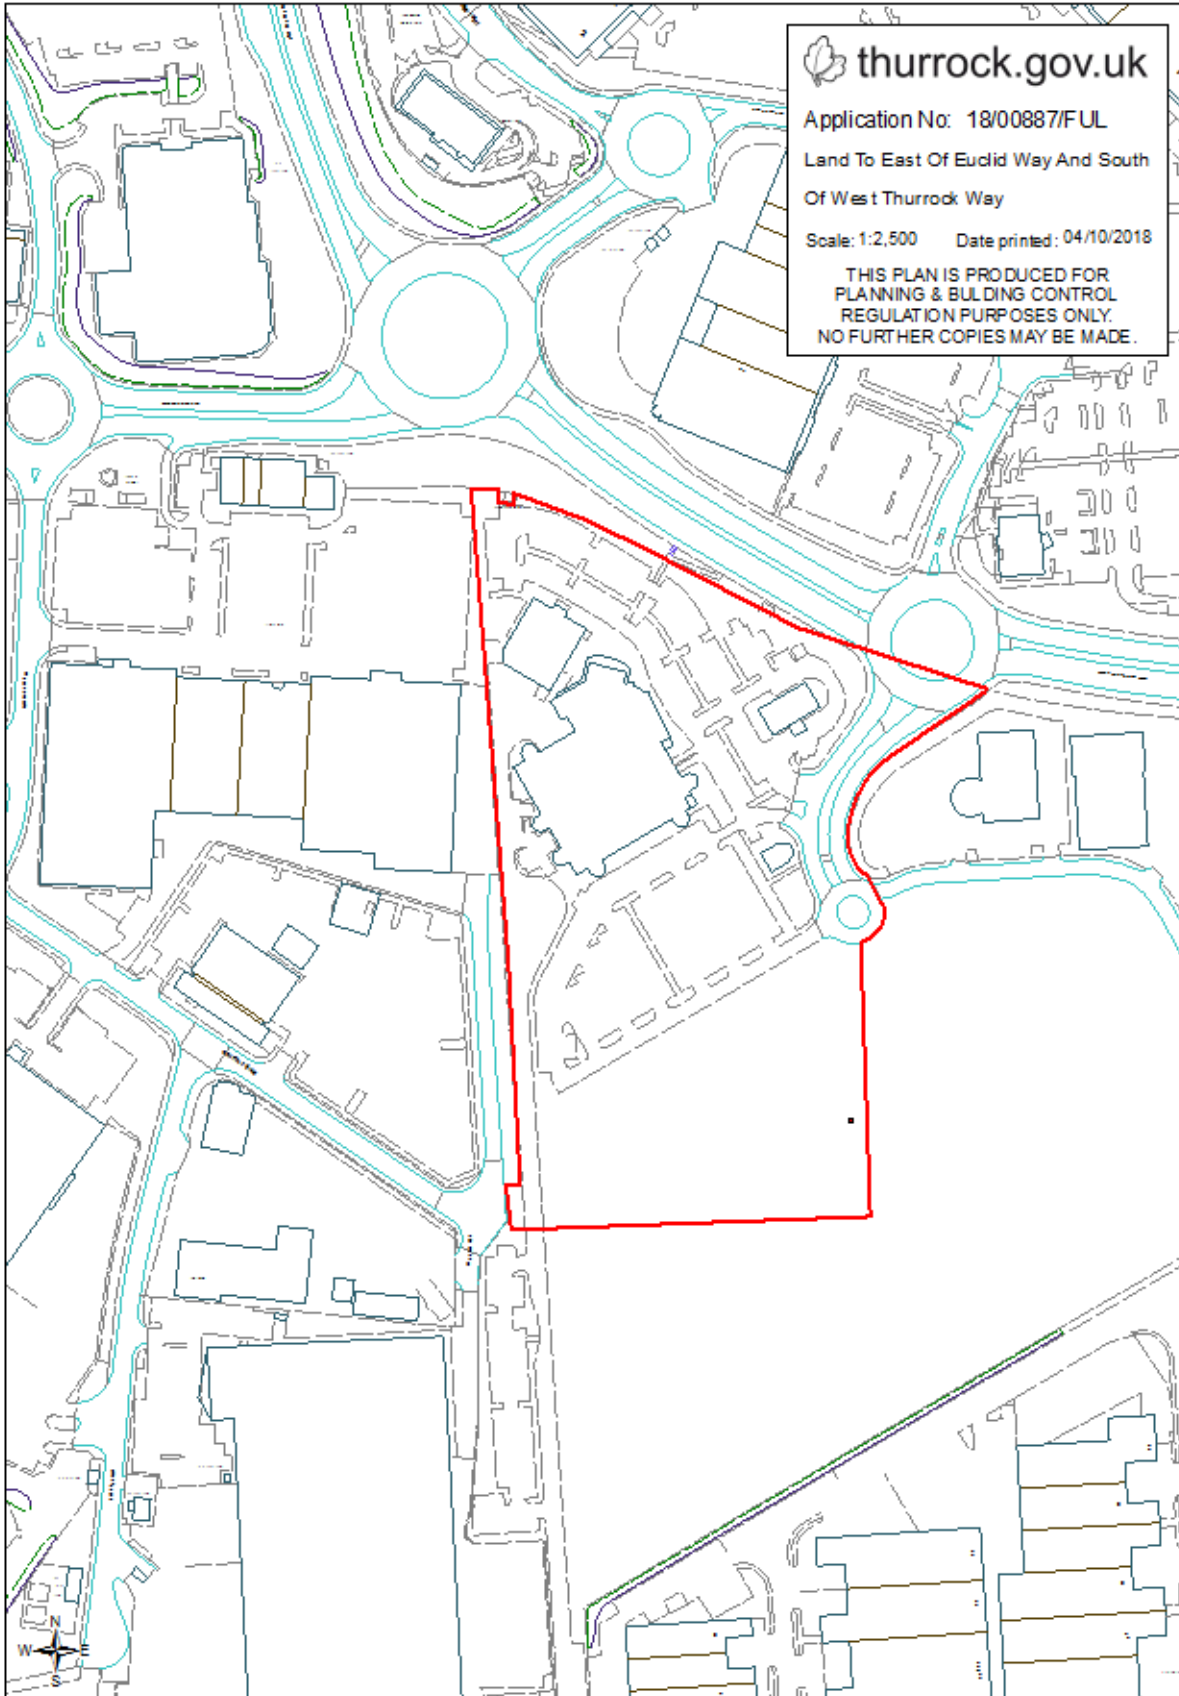 thurrock.gov.uk
Application No: 18/00887/FUL
Land To East Of Euclid Way And South
Of West Thurrock Way
Scale: 1:2,500 Date printed: 04/10/2018
THIS PLAN IS PRODUCED FOR
PLANNING & BULDING CONTROL
REGULATION PURPOSES ONLY.
NO FURTHER COPIES MAY BE MADE.
N
W E
S